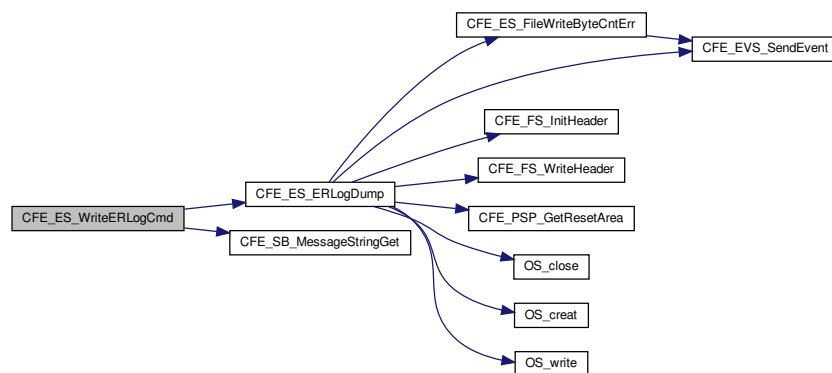 CFE_ES_FileWriteByteCntErr
CFE_EVS_SendEvent
CFE_FS_InitHeader
CFE_FS_WriteHeader
CFE_ES_ERLogDump
CFE_ES_WriteERLogCmd
CFE_PSP_GetResetArea
CFE_SB_MessageStringGet
OS_close
OS_creat
OS_write